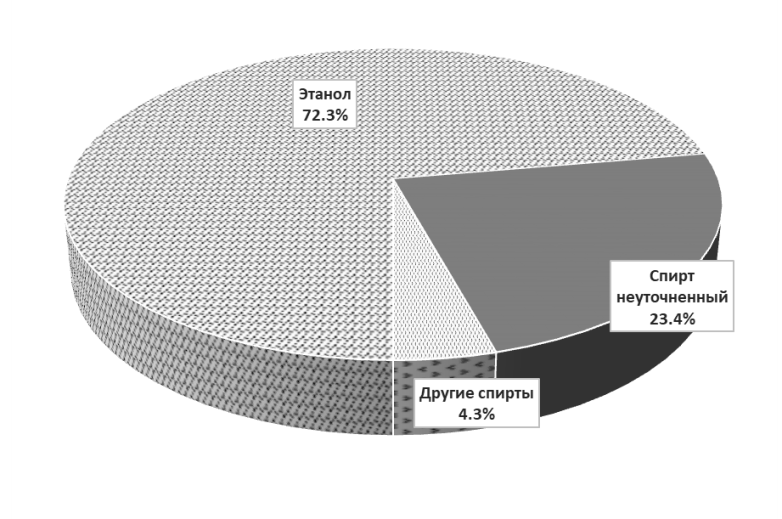 Этанол
72.3%
Спирт
неуточненный
23.4%
Другие спирты
4.3%